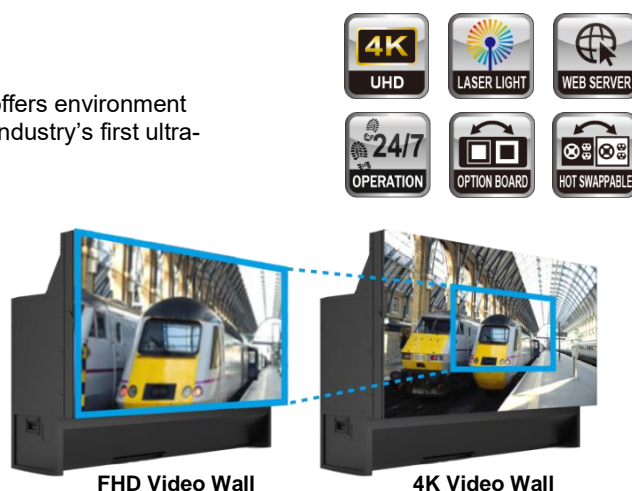 4K
UHD
LASER LIGHT
WEB SERVER
offers environment
industry's first ultra-
24/7
OPERATION
OPTION BOARD
HOT SWAPPABLE
FHD Video Wall
4K Video Wall